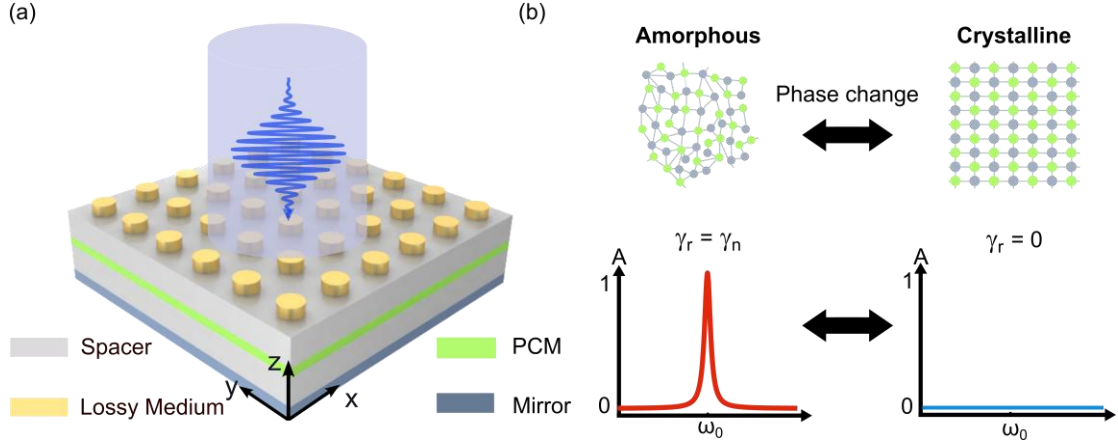 (a)
Spacer
Lossy Medium
PCM
Mirror
z
y
x
(b)
Amorphous
Crystalline
Phase change
γr = γn
γr = 0
A
1
0
ω0
A
1
0
ω0